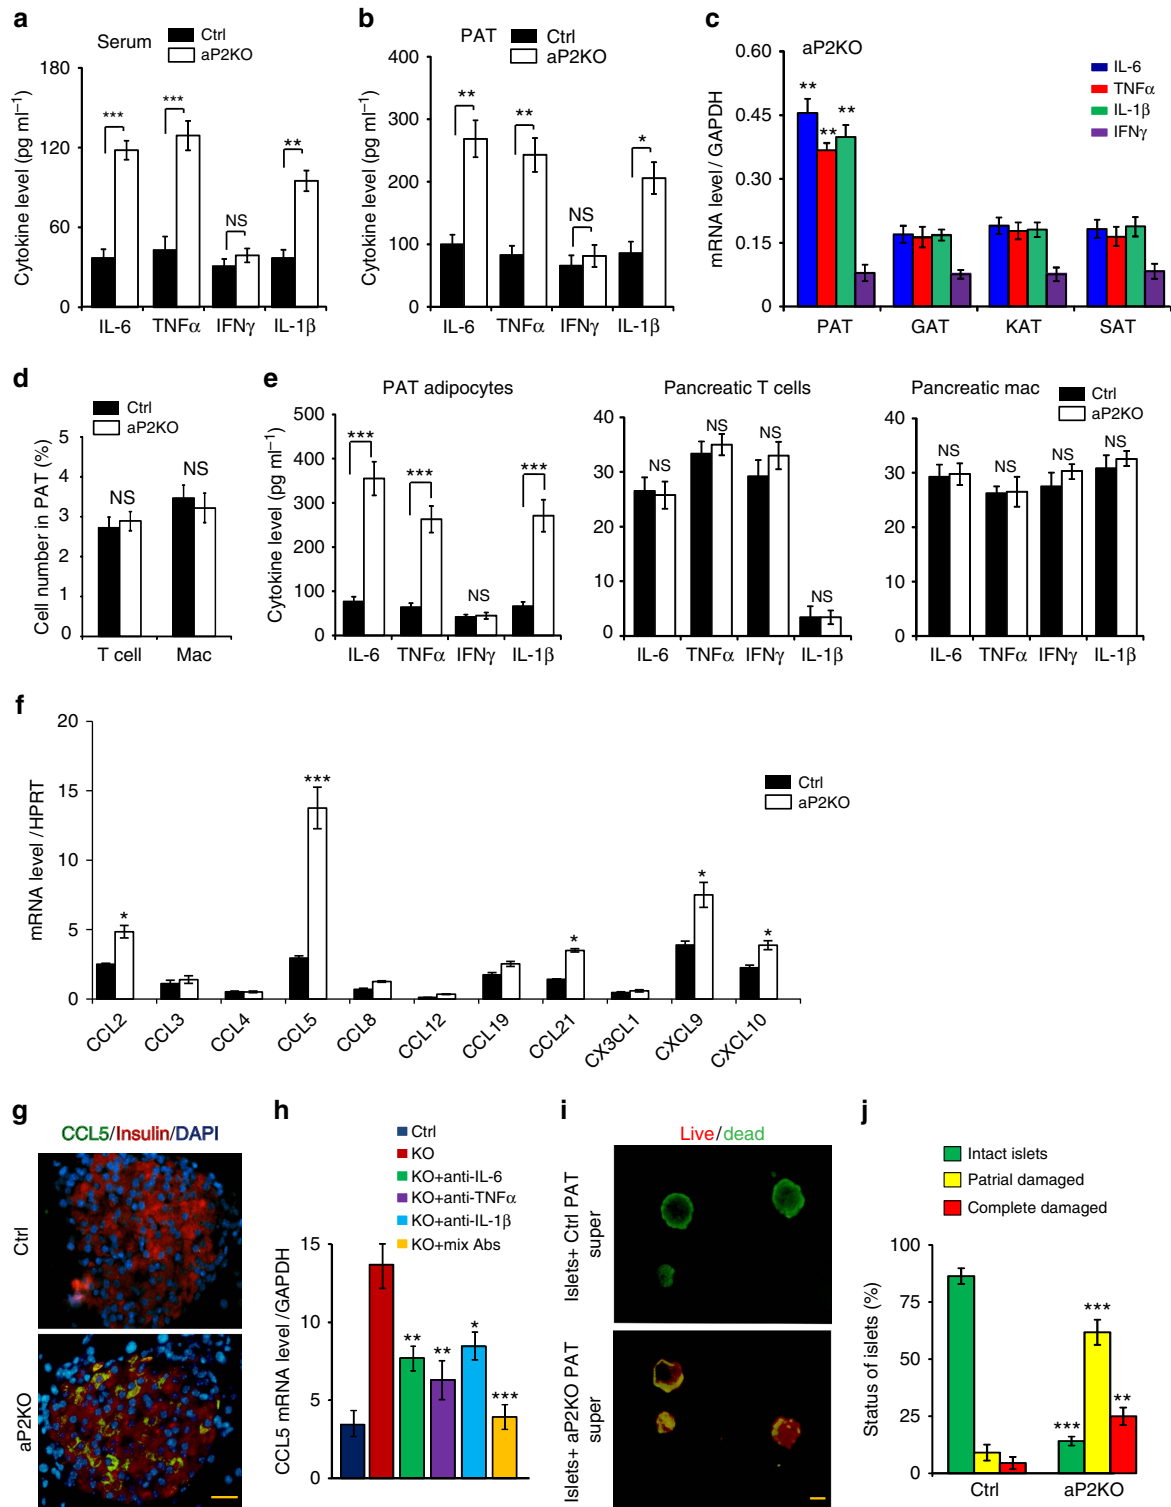 a
Serum
Ctrl
aP2KO
Cytokine level (pg ml⁻¹)
180
120
60
0
***
***
NS
**
IL-6
TNFα
IFNγ
IL-1β
b
PAT
Ctrl
aP2KO
Cytokine level (pg ml⁻¹)
400
300
200
100
0
**
**
NS
*
IL-6
TNFα
IFNγ
IL-1β
c
aP2KO
IL-6
TNFα
IL-1β
IFNγ
mRNA level / GAPDH
0.60
0.45
0.30
0.15
0
**
**
**
PAT
GAT
KAT
SAT
d
Ctrl
aP2KO
Cell number in PAT (%)
5
4
3
2
1
0
NS
NS
T cell
Mac
e
PAT adipocytes
Cytokine level (pg ml⁻¹)
500
400
300
200
100
0
***
***
NS
***
IL-6
TNFα
IFNγ
IL-1β
Pancreatic T cells
40
30
20
10
0
NS
NS
NS
NS
IL-6
TNFα
IFNγ
IL-1β
Pancreatic mac
Ctrl
aP2KO
40
30
20
10
0
NS
NS
NS
NS
IL-6
TNFα
IFNγ
IL-1β
f
mRNA level /HPRT
20
15
10
5
0
Ctrl
aP2KO
*
***
*
*
*
CCL2
CCL3
CCL4
CCL5
CCL8
CCL12
CCL19
CCL21
CX3CL1
CXCL9
CXCL10
g
CCL5/Insulin/DAPI
Ctrl
aP2KO
h
Ctrl
KO
KO+anti-IL-6
KO+anti-TNFα
KO+anti-IL-1β
KO+mix Abs
CCL5 mRNA level /GAPDH
15
10
5
0
**
**
*
***
i
Live/dead
Islets+ Ctrl PAT super
Islets+ aP2KO PAT super
j
Intact islets
Patrial damaged
Complete damaged
Status of islets (%)
100
75
50
25
0
***
***
**
Ctrl
aP2KO